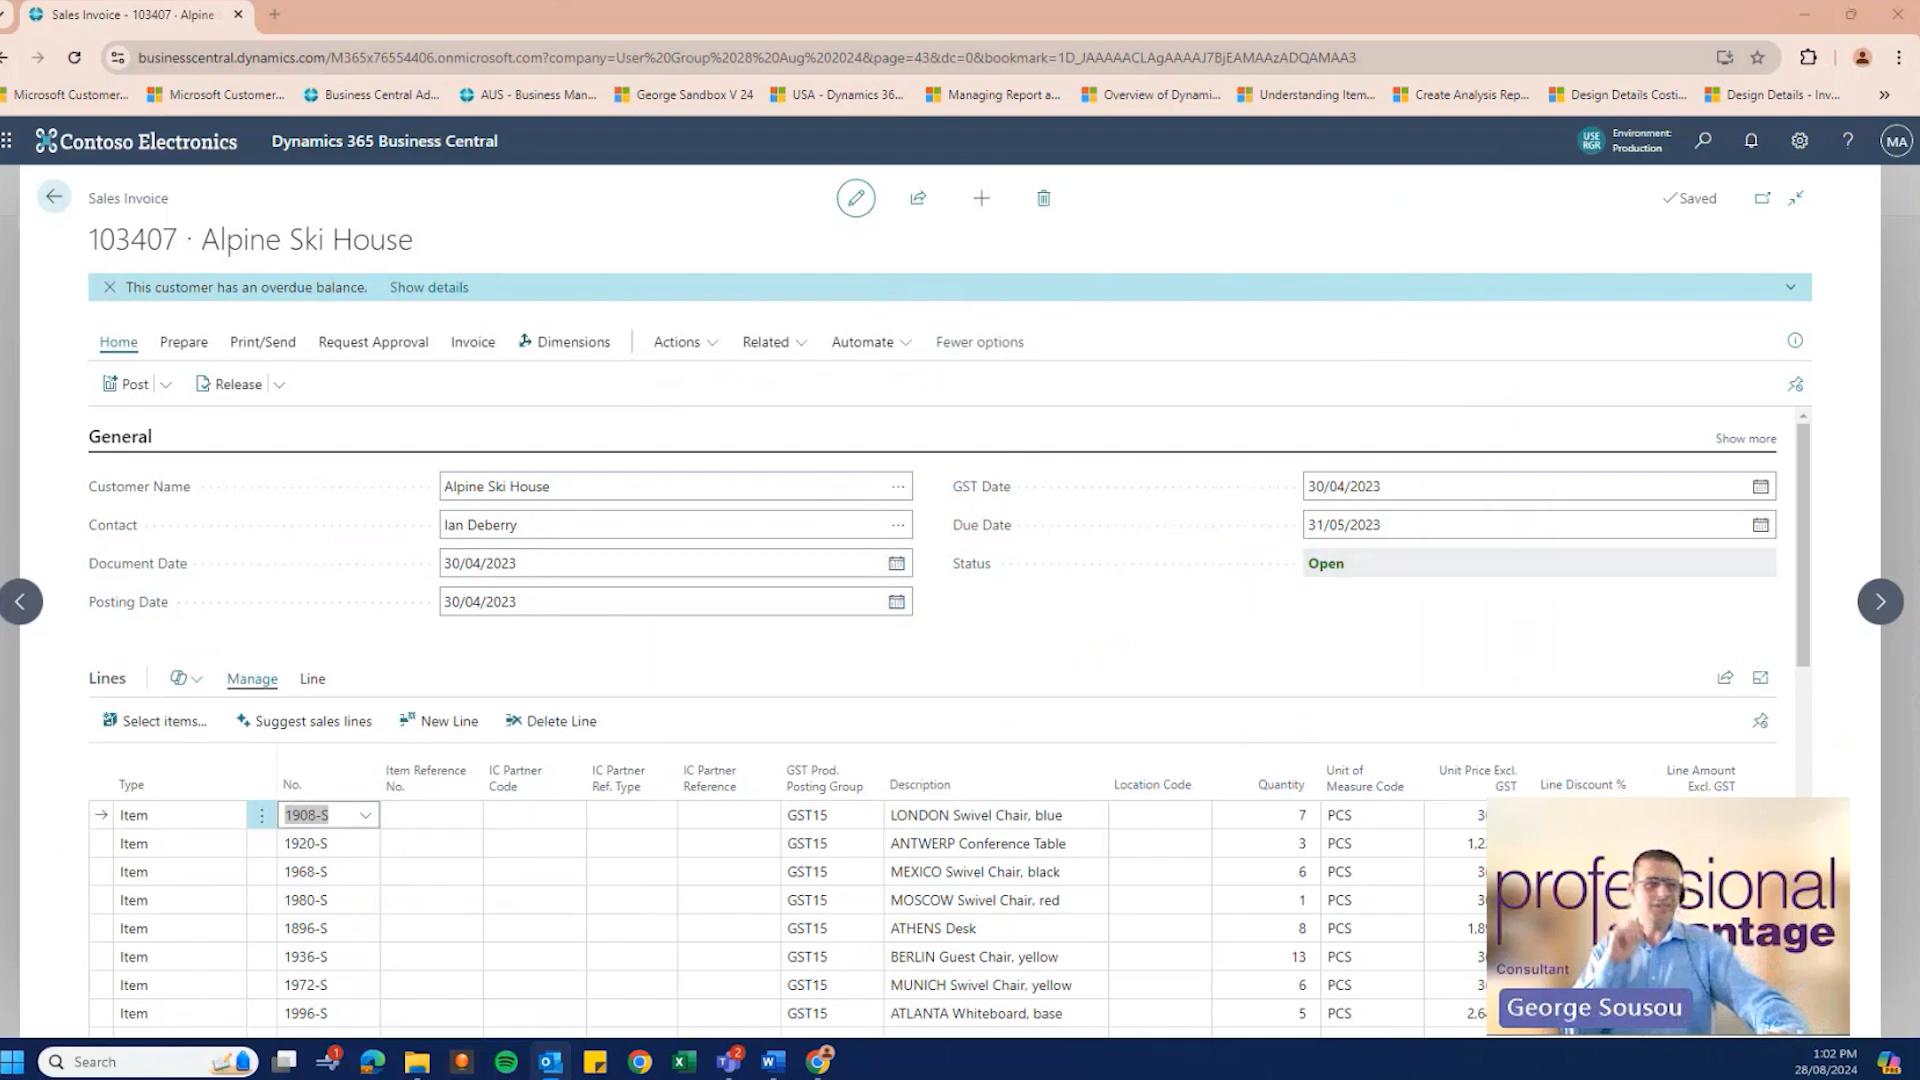 Sales Invoice - 103407 · Alpine
businesscentral.dynamics.com/M365x76554406.onmicrosoft.com?company=User%20Group%2028%20Aug%202024&page=43&dc=0&bookmark=1D_JAAAAACLAgAAAAJ7BjEAMAAzADQAMAA3
Microsoft Customer... Microsoft Customer... Business Central Ad... AUS - Business Man... George Sandbox V 24 USA - Dynamics 36... Managing Report a... Overview of Dynami... Understanding Item... Create Analysis Rep... Design Details Costi... Design Details - Inv...
Contoso Electronics Dynamics 365 Business Central USE RGR Environment: Production ? MA
Sales Invoice Saved
103407 · Alpine Ski House
This customer has an overdue balance. Show details
Home Prepare Print/Send Request Approval Invoice Dimensions Actions Related Automate Fewer options
Post Release
General Show more
Customer Name Alpine Ski House GST Date 30/04/2023
Contact Ian Deberry Due Date 31/05/2023
Document Date 30/04/2023 Status Open
Posting Date 30/04/2023
Lines Manage Line
Select items... Suggest sales lines New Line Delete Line
Type No. Item Reference No. IC Partner Code IC Partner Ref. Type IC Partner Reference GST Prod. Posting Group Description Location Code Quantity Unit of Measure Code Unit Price Excl. GST Line Discount % Line Amount Excl. GST
Item 1908-S GST15 LONDON Swivel Chair, blue 7 PCS
Item 1920-S GST15 ANTWERP Conference Table 3 PCS
Item 1968-S GST15 MEXICO Swivel Chair, black 6 PCS
Item 1980-S GST15 MOSCOW Swivel Chair, red 1 PCS
Item 1896-S GST15 ATHENS Desk 8 PCS
Item 1936-S GST15 BERLIN Guest Chair, yellow 13 PCS
Item 1972-S GST15 MUNICH Swivel Chair, yellow 6 PCS
Item 1996-S GST15 ATLANTA Whiteboard, base 5 PCS
Consultant
George Sousou
Search 1 2 1:02 PM
28/08/2024